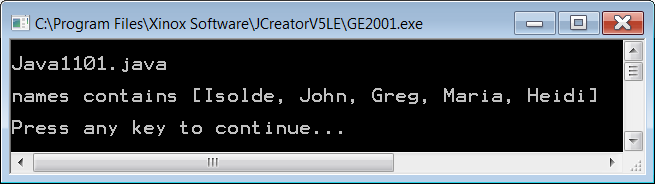 C:\Program Files\Xinox Software\JCreatorV5LE\GE2001.exe
Java1101.java
names contains [Isolde, John, Greg, Maria, Heidi]
Press any key to continue...